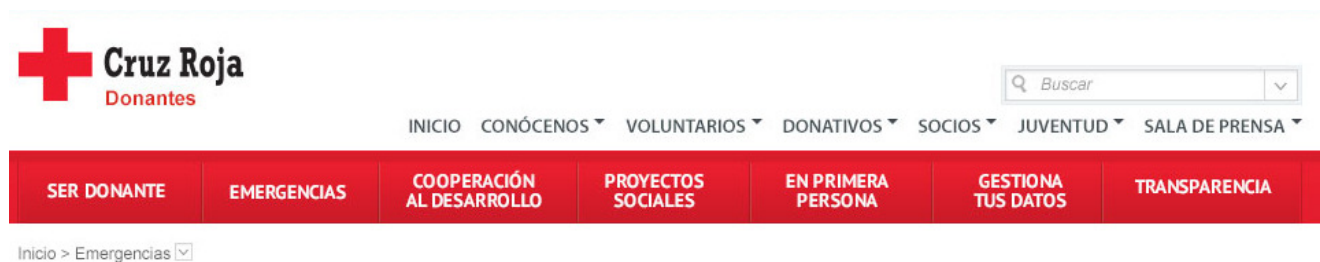 Cruz Roja
Donantes
Buscar
INICIO CONÓCENOS VOLUNTARIOS DONATIVOS SOCIOS JUVENTUD SALA DE PRENSA
SER DONANTE EMERGENCIAS COOPERACIÓN AL DESARROLLO PROYECTOS SOCIALES EN PRIMERA PERSONA GESTIONA TUS DATOS TRANSPARENCIA
Inicio > Emergencias